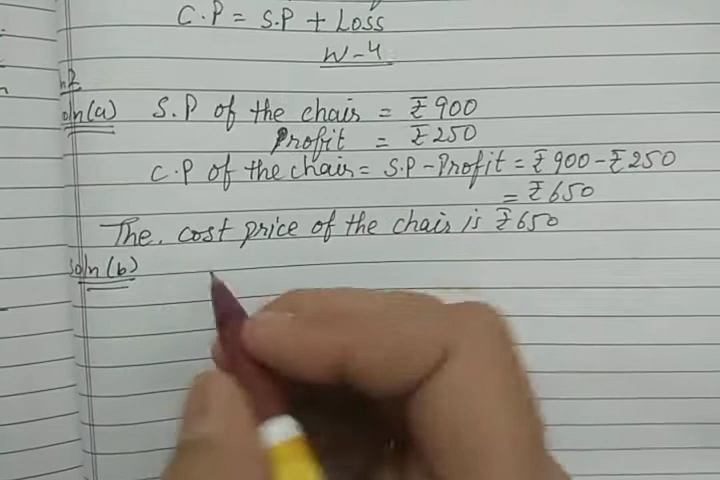 C.P = S.P + Loss
W-4
Soln(a) S.P of the chair = ₹900
Profit = ₹250
C.P of the chair = S.P-Profit = ₹900-₹250
= ₹650
The. cost price of the chair is ₹650
Soln(b)